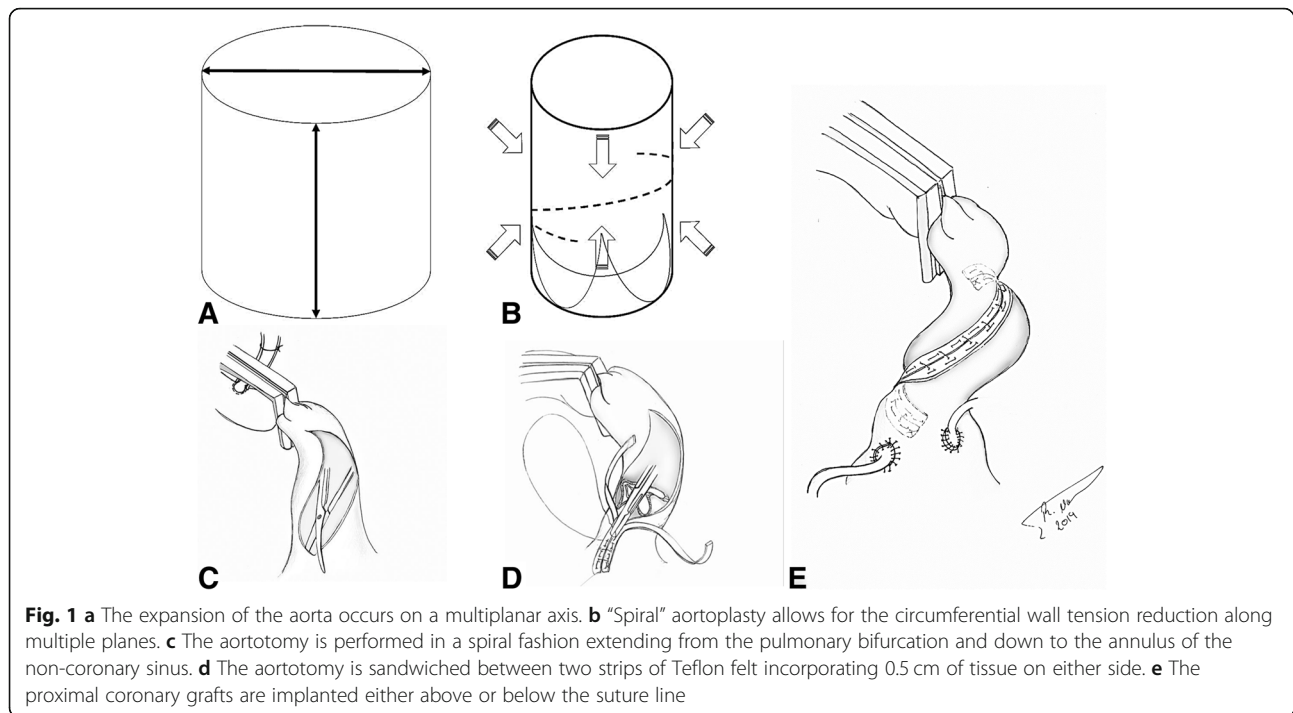 A
B
C
D
E
2019
Fig. 1 a The expansion of the aorta occurs on a multiplanar axis. b “Spiral” aortoplasty allows for the circumferential wall tension reduction along
multiple planes. c The aortotomy is performed in a spiral fashion extending from the pulmonary bifurcation and down to the annulus of the
non-coronary sinus. d The aortotomy is sandwiched between two strips of Teflon felt incorporating 0.5 cm of tissue on either side. e The
proximal coronary grafts are implanted either above or below the suture line